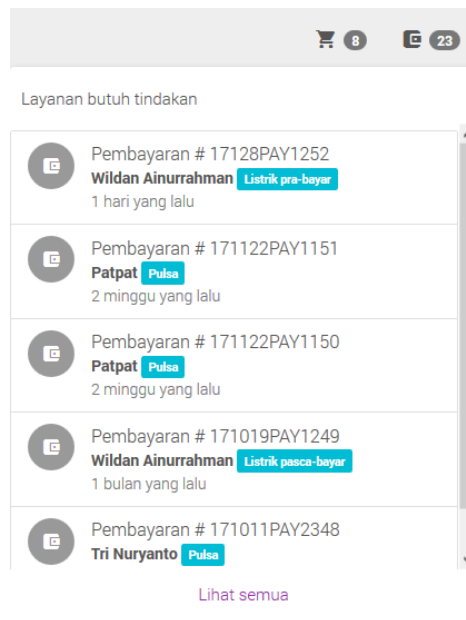 8 23
Layanan butuh tindakan
Pembayaran # 17128PAY1252
Wildan Ainurrahman Listrik pra-bayar
1 hari yang lalu
Pembayaran # 171122PAY1151
Patpat Pulsa
2 minggu yang lalu
Pembayaran # 171122PAY1150
Patpat Pulsa
2 minggu yang lalu
Pembayaran # 171019PAY1249
Wildan Ainurrahman Listrik pasca-bayar
1 bulan yang lalu
Pembayaran # 171011PAY2348
Tri Nuryanto Pulsa
Lihat semua